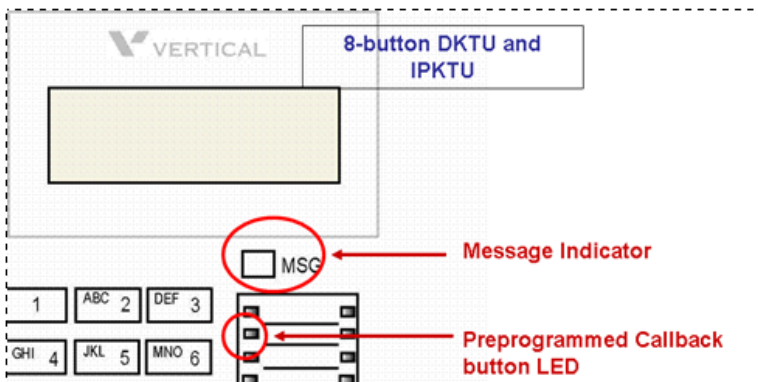 VERTICAL
8-button DKTU and
IPKTU
MSG
Message Indicator
1
ABC 2
DEF 3
GHI 4
JKL 5
MNO 6
Preprogrammed Callback
button LED